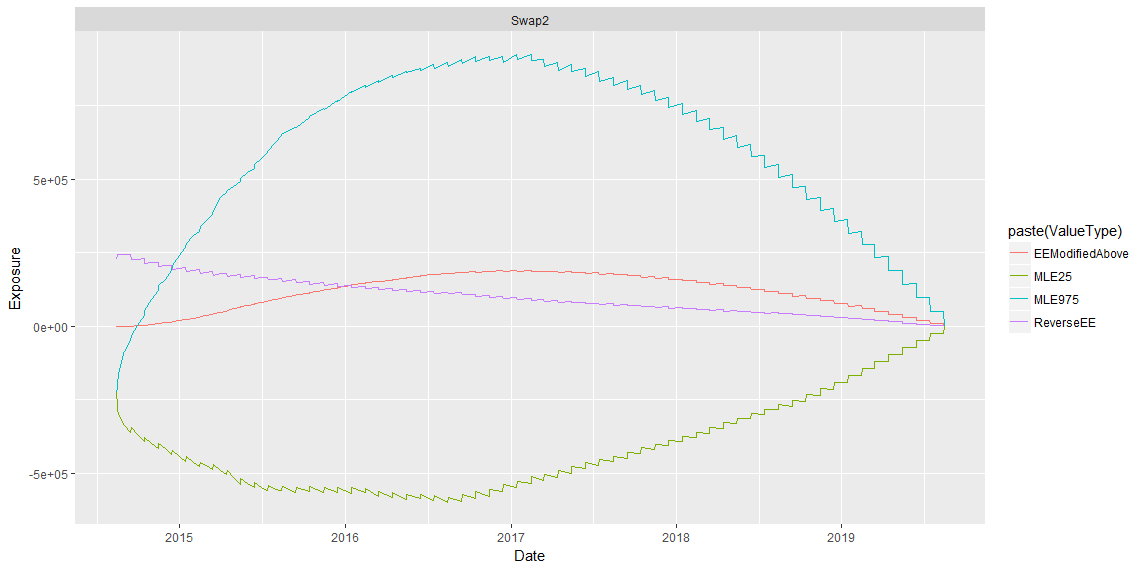 Swap2
5e+05
0e+00
-5e+05
Exposure
2015 2016 2017 2018 2019
Date
paste(ValueType)
EEModifiedAbove
MLE25
MLE975
ReverseEE